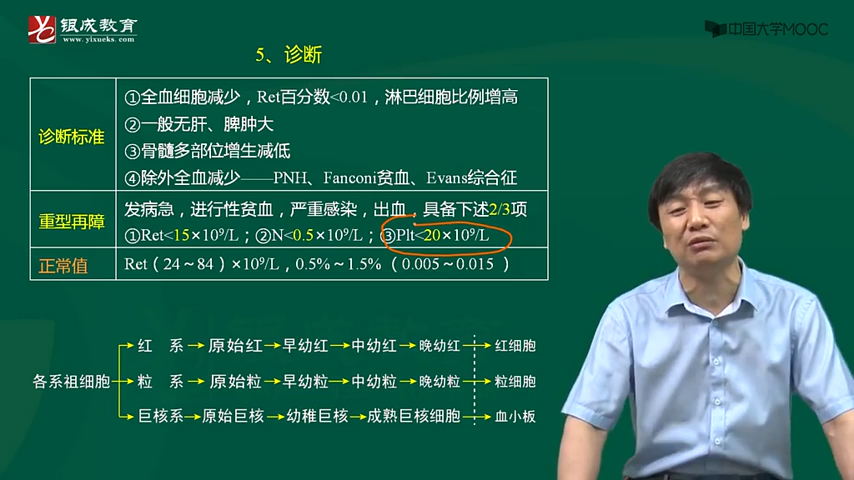 银成教育
www.yixueks.com
中国大学MOOC
5、诊断
诊断标准
①全血细胞减少，Ret百分数<0.01，淋巴细胞比例增高
②一般无肝、脾肿大
③骨髓多部位增生减低
④除外全血减少——PNH、Fanconi贫血、Evans综合征
重型再障
发病急，进行性贫血，严重感染，出血，具备下述2/3项
①Ret<15×10⁹/L；②N<0.5×10⁹/L；③Plt<20×10⁹/L
正常值
Ret（24～84）×10⁹/L，0.5%～1.5%（0.005～0.015）
各系祖细胞
红 系→原始红→早幼红→中幼红→晚幼红→红细胞
粒 系→原始粒→早幼粒→中幼粒→晚幼粒→粒细胞
巨核系→原始巨核→幼稚巨核→成熟巨核细胞→血小板